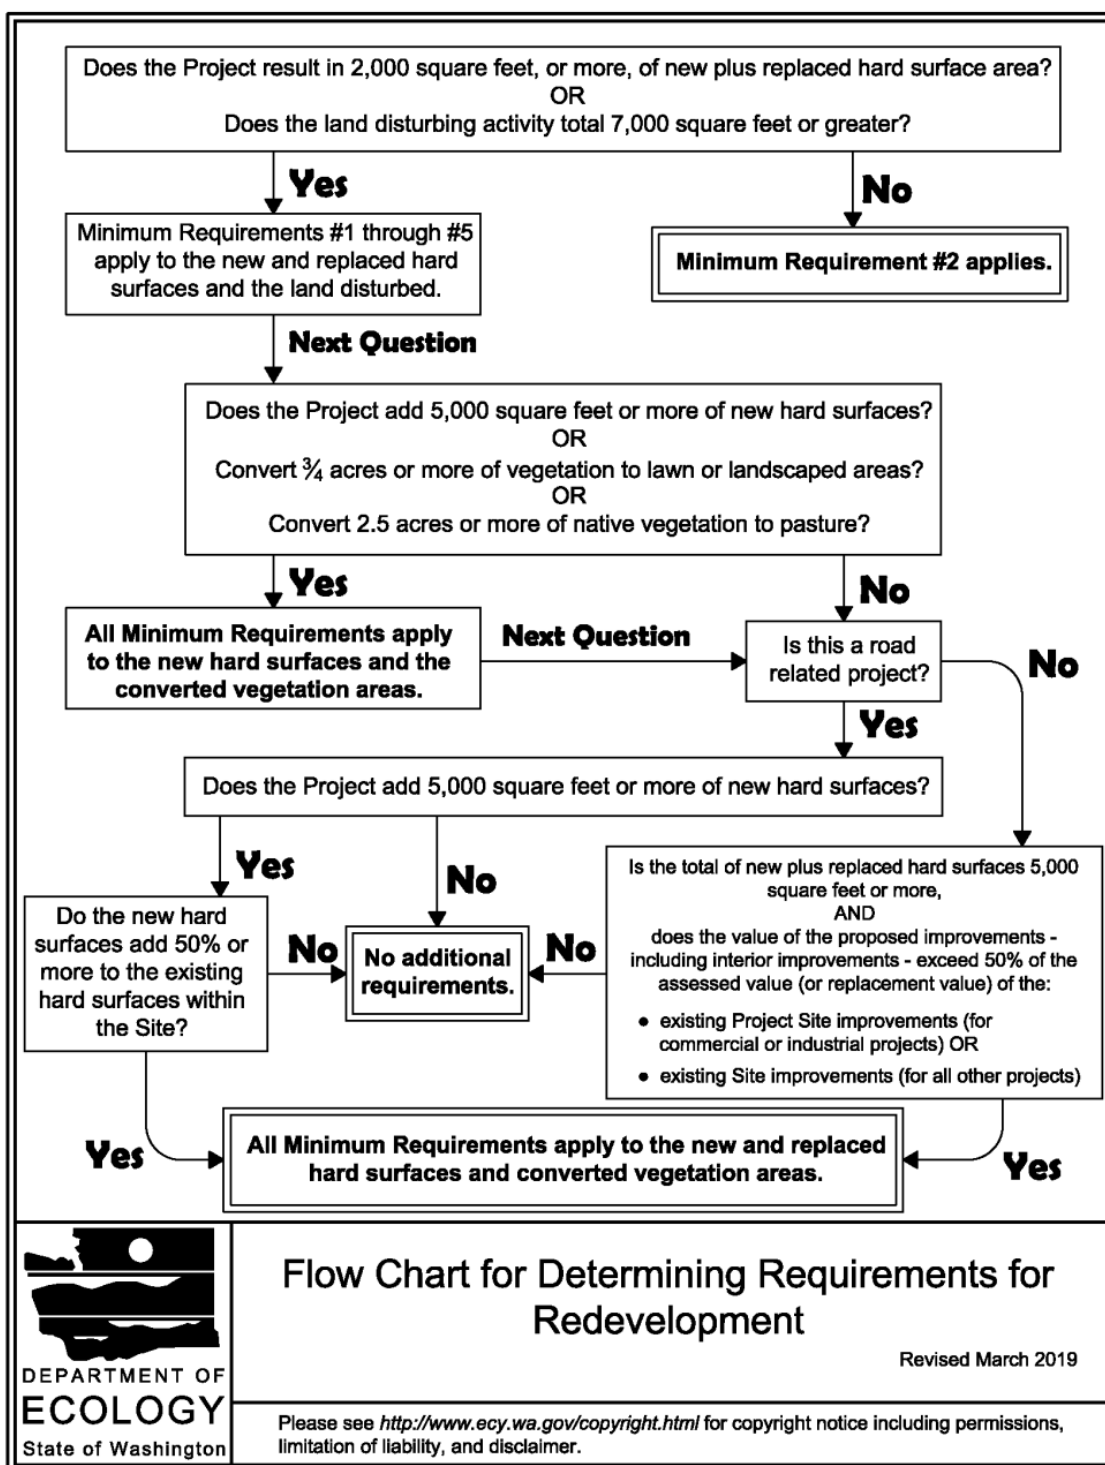 Does the Project result in 2,000 square feet, or more, of new plus replaced hard surface area?
OR
Does the land disturbing activity total 7,000 square feet or greater?
Yes
No
Minimum Requirements #1 through #5
apply to the new and replaced hard
surfaces and the land disturbed.
Minimum Requirement #2 applies.
Next Question
Does the Project add 5,000 square feet or more of new hard surfaces?
OR
Convert ¾ acres or more of vegetation to lawn or landscaped areas?
OR
Convert 2.5 acres or more of native vegetation to pasture?
Yes
No
All Minimum Requirements apply
to the new hard surfaces and the
converted vegetation areas.
Next Question
Is this a road
related project?
No
Yes
Does the Project add 5,000 square feet or more of new hard surfaces?
Yes
No
Do the new hard
surfaces add 50% or
more to the existing
hard surfaces within
the Site?
No
No additional
requirements.
No
Is the total of new plus replaced hard surfaces 5,000
square feet or more,
AND
does the value of the proposed improvements -
including interior improvements - exceed 50% of the
assessed value (or replacement value) of the:
• existing Project Site improvements (for
commercial or industrial projects) OR
• existing Site improvements (for all other projects)
Yes
All Minimum Requirements apply to the new and replaced
hard surfaces and converted vegetation areas.
Yes
DEPARTMENT OF
ECOLOGY
State of Washington
Flow Chart for Determining Requirements for
Redevelopment
Revised March 2019
Please see http://www.ecy.wa.gov/copyright.html for copyright notice including permissions,
limitation of liability, and disclaimer.